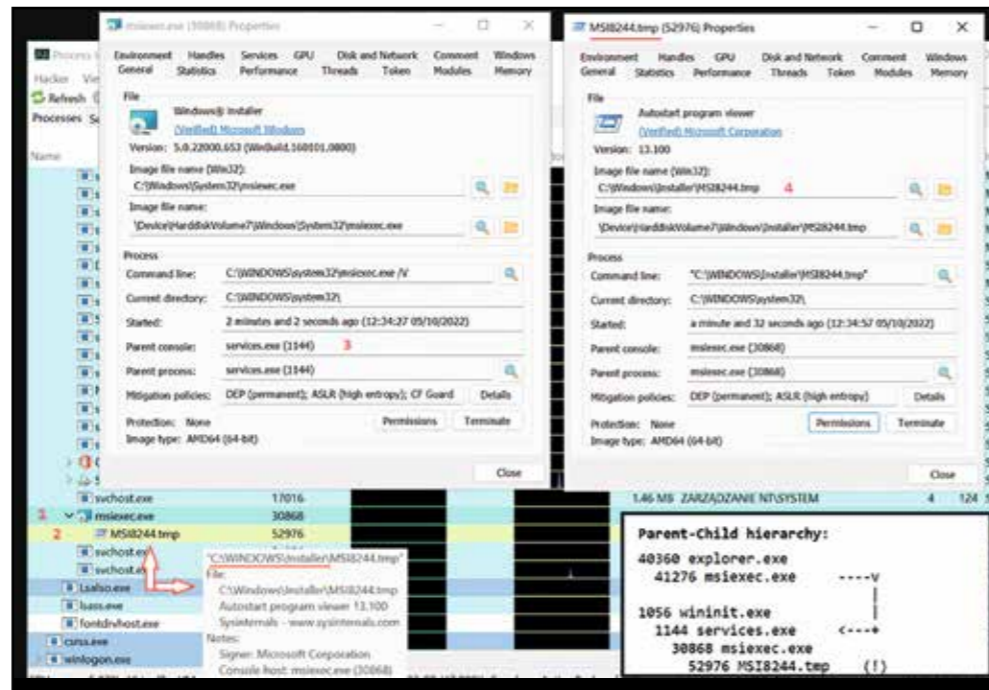 msiexec.exe (30868) Properties
Environment Handles Services GPU Disk and Network Comment Windows
General Statistics Performance Threads Token Modules Memory
File
Windows® Installer
(Verified) Microsoft Windows
Version: 5.0.22000.653 (WinBuild.160101.0800)
Image file name (Win32):
C:\Windows\System32\msiexec.exe
Image file name:
\Device\HarddiskVolume7\Windows\System32\msiexec.exe
Process
Command line: C:\WINDOWS\system32\msiexec.exe /V
Current directory: C:\WINDOWS\system32\
Started: 2 minutes and 2 seconds ago (12:34:27 05/10/2022)
Parent console: services.exe (1144) 3
Parent process: services.exe (1144)
Mitigation policies: DEP (permanent); ASLR (high entropy); CF Guard Details
Protection: None Permissions Terminate
Image type: AMD64 (64-bit)
Close
MSI8244.tmp (52976) Properties
Environment Handles GPU Disk and Network Comment Windows
General Statistics Performance Threads Token Modules Memory
File
Autostart program viewer
(Verified) Microsoft Corporation
Version: 13.100
Image file name (Win32):
C:\Windows\Installer\MSI8244.tmp 4
Image file name:
\Device\HarddiskVolume7\Windows\Installer\MSI8244.tmp
Process
Command line: "C:\WINDOWS\Installer\MSI8244.tmp"
Current directory: C:\WINDOWS\system32\
Started: a minute and 32 seconds ago (12:34:57 05/10/2022)
Parent console: msiexec.exe (30868)
Parent process: msiexec.exe (30868)
Mitigation policies: DEP (permanent); ASLR (high entropy) Details
Protection: None Permissions Terminate
Image type: AMD64 (64-bit)
Close
Hacker
Refresh
Processes
Name
svchost.exe 17016 1.46 MB ZARZĄDZANIE NT\SYSTEM 4 124
1 msiexec.exe 30868
2 MSI8244.tmp 52976
svchost.exe
svchost.exe
LsaIso.exe
lsass.exe
fontdrvhost.exe
csrss.exe
winlogon.exe
"C:\WINDOWS\Installer\MSI8244.tmp"
File:
C:\Windows\Installer\MSI8244.tmp
Autostart program viewer 13.100
Sysinternals - www.sysinternals.com
Notes:
Signer: Microsoft Corporation
Console host: msiexec.exe (30868)
Parent-Child hierarchy:
40360 explorer.exe
41276 msiexec.exe ----v
|
1056 wininit.exe |
1144 services.exe <---+
30868 msiexec.exe
52976 MSI8244.tmp (!)